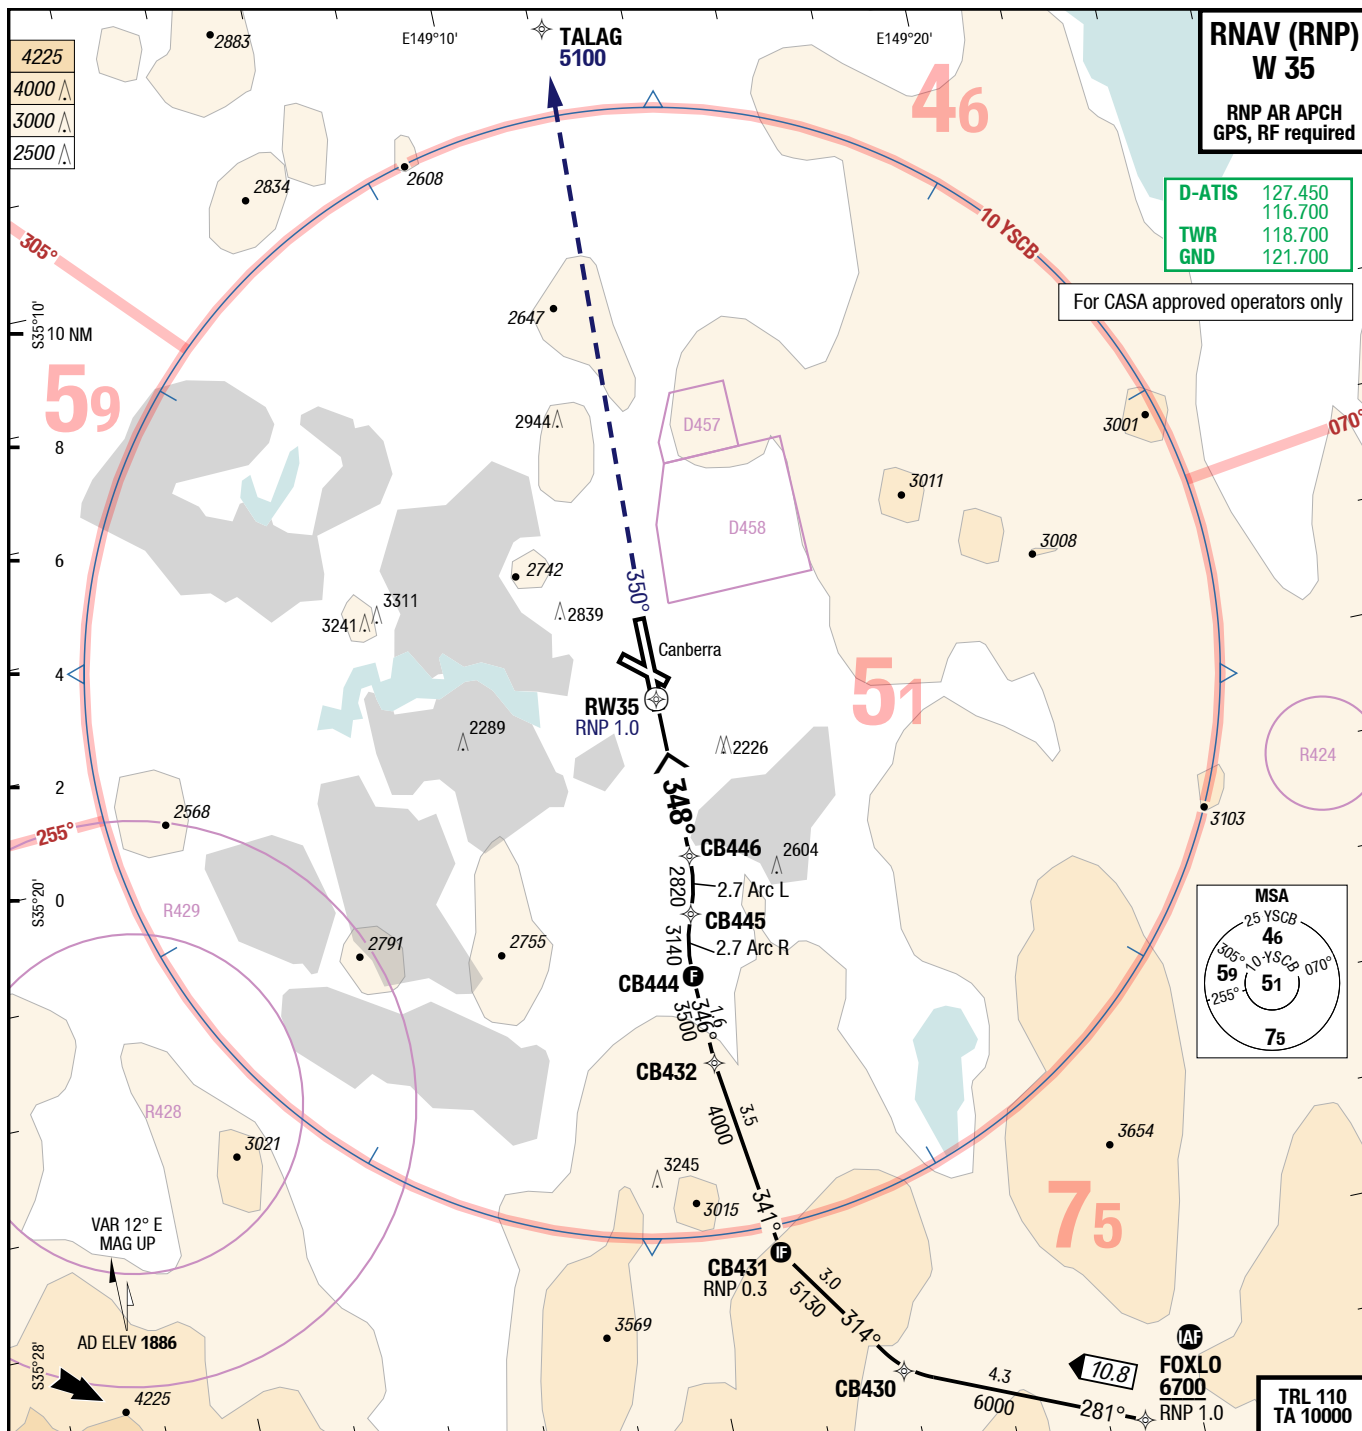 4225
4000
3000
2500
2883
E149°10'
TALAG
5100
E149°20'
46
RNAV (RNP)
W 35
RNP AR APCH
GPS, RF required
D-ATIS 127.450
116.700
TWR 118.700
GND 121.700
For CASA approved operators only
2834
2608
305°
10 YSCB
S35°10'
10 NM
59
2647
2944
D457
3001
070°
8
3011
D458
3008
6
2742
350°
3311
3241
2839
Canberra
4
51
RW35
RNP 1.0
2289
2226
R424
348°
2
2568
255°
3103
CB446
2604
2820
2.7 Arc L
S35°20'
0
R429
CB445
3140
2.7 Arc R
2791
2755
CB444
F
1.6
346°
3500
MSA
25 YSCB
46
305°
10 YSCB
070°
59
51
255°
75
CB432
R428
3.5
4000
3021
3654
3245
3015
341°
75
VAR 12° E
MAG UP
IF
CB431
RNP 0.3
3.0
5130
314°
AD ELEV 1886
3569
S35°28'
4225
CB430
4.3
6000
281°
10.8
IAF
FOXLO
6700
RNP 1.0
TRL 110
TA 10000